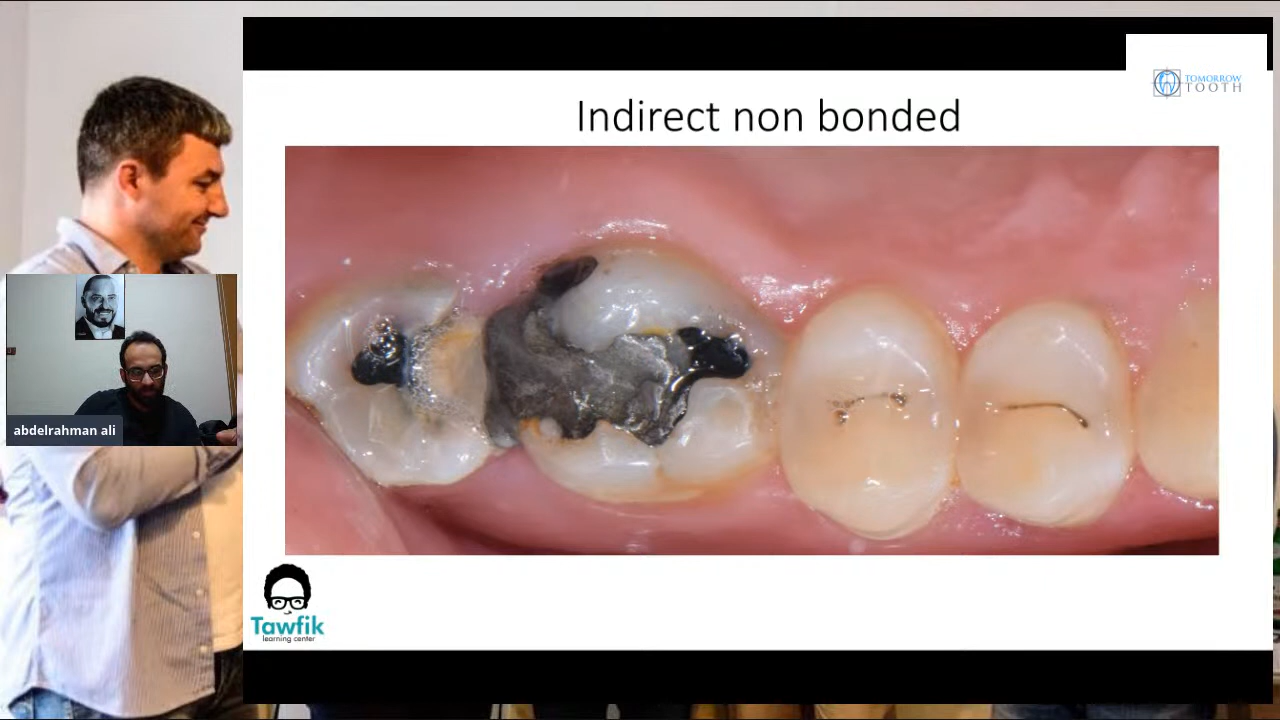 Indirect non bonded
TOMORROW
TOOTH
abdelrahman ali
Tawfik
learning center